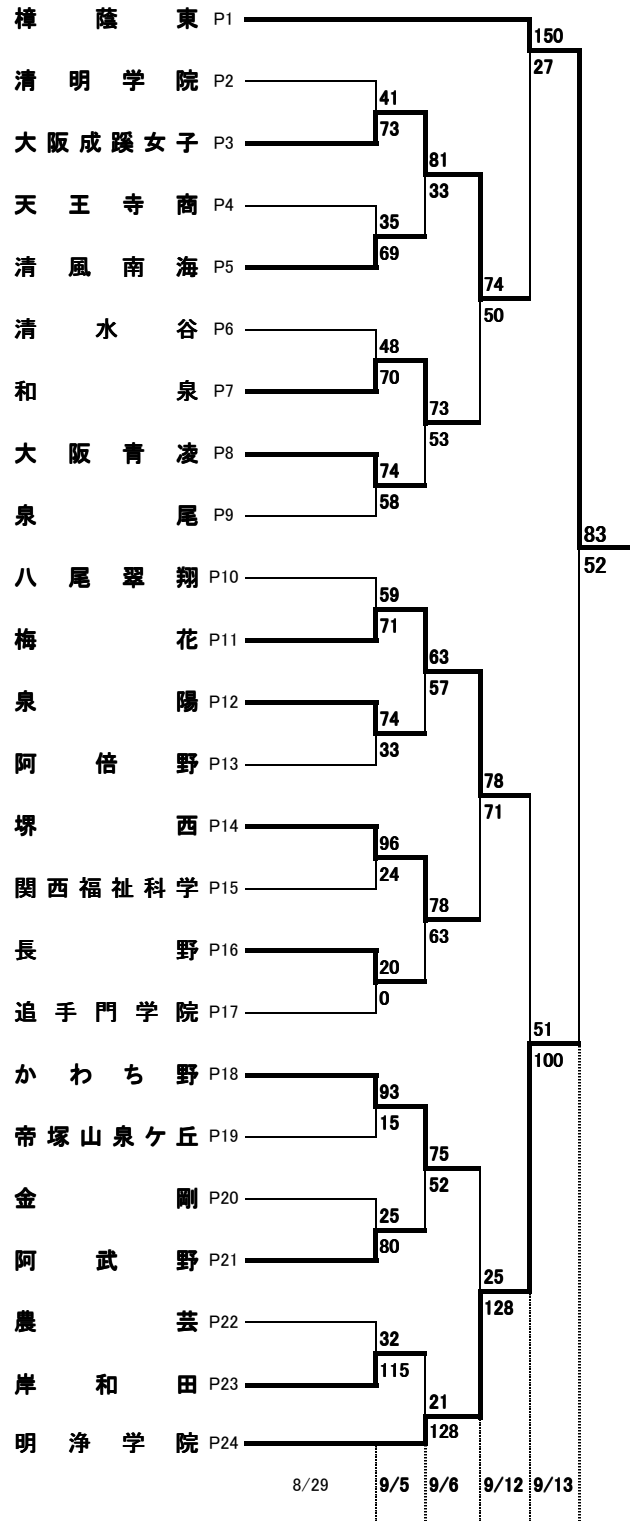 樟蔭東 P1
150
27
清明学院 P2
41
大阪成蹊女子 P3
73
81
33
天王寺商 P4
35
清風南海 P5
69
74
50
清水谷 P6
48
和泉 P7
70
73
53
大阪青凌 P8
74
泉尾 P9
58
83
52
八尾翠翔 P10
59
梅花 P11
71
63
57
泉陽 P12
74
阿倍野 P13
33
78
71
堺西 P14
96
関西福祉科学 P15
24
78
63
長野 P16
20
追手門学院 P17
0
51
100
かわち野 P18
93
帝塚山泉ケ丘 P19
15
75
52
金剛 P20
25
阿武野 P21
80
25
128
農芸 P22
32
岸和田 P23
115
21
128
明浄学院 P24
8/29 9/5 9/6 9/12 9/13